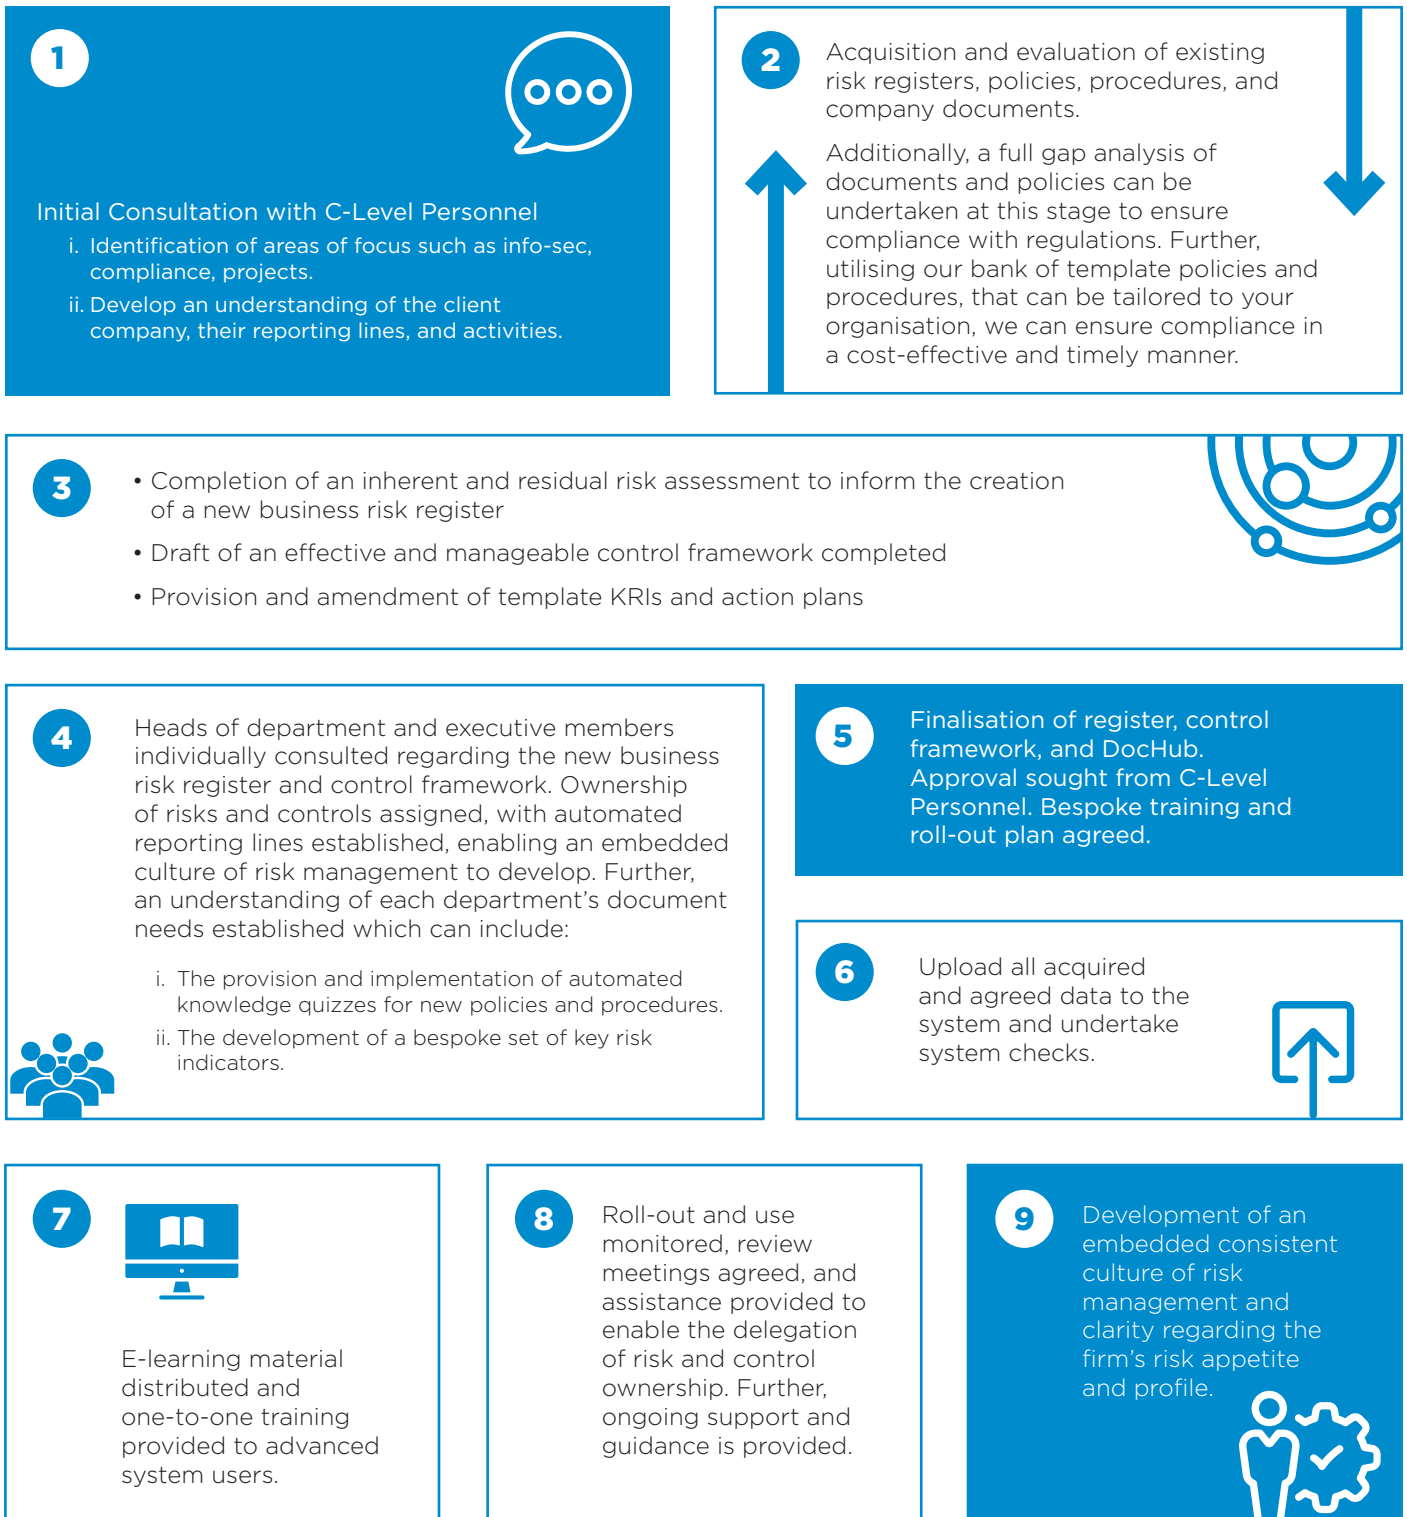 1
Initial Consultation with C-Level Personnel
i. Identification of areas of focus such as info-sec,
compliance, projects.
ii. Develop an understanding of the client
company, their reporting lines, and activities.
2
Acquisition and evaluation of existing
risk registers, policies, procedures, and
company documents.
Additionally, a full gap analysis of
documents and policies can be
undertaken at this stage to ensure
compliance with regulations. Further,
utilising our bank of template policies and
procedures, that can be tailored to your
organisation, we can ensure compliance in
a cost-effective and timely manner.
3
• Completion of an inherent and residual risk assessment to inform the creation
of a new business risk register
• Draft of an effective and manageable control framework completed
• Provision and amendment of template KRIs and action plans
4
Heads of department and executive members
individually consulted regarding the new business
risk register and control framework. Ownership
of risks and controls assigned, with automated
reporting lines established, enabling an embedded
culture of risk management to develop. Further,
an understanding of each department’s document
needs established which can include:
i. The provision and implementation of automated
knowledge quizzes for new policies and procedures.
ii. The development of a bespoke set of key risk
indicators.
5
Finalisation of register, control
framework, and DocHub.
Approval sought from C-Level
Personnel. Bespoke training and
roll-out plan agreed.
6
Upload all acquired
and agreed data to the
system and undertake
system checks.
7
E-learning material
distributed and
one-to-one training
provided to advanced
system users.
8
Roll-out and use
monitored, review
meetings agreed, and
assistance provided to
enable the delegation
of risk and control
ownership. Further,
ongoing support and
guidance is provided.
9
Development of an
embedded consistent
culture of risk
management and
clarity regarding the
firm’s risk appetite
and profile.